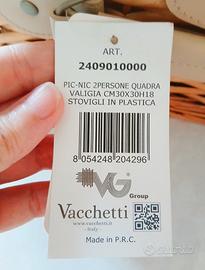 ART.
2409010000
PIC-NIC 2PERSONE QUADRA
VALIGIA CM30X30H18
STOVIGLI IN PLASTICA
8 054248 204296
VG
Group
Vacchetti
www.vacchetti.it
- Italy -
Made in P.R.C.
subito